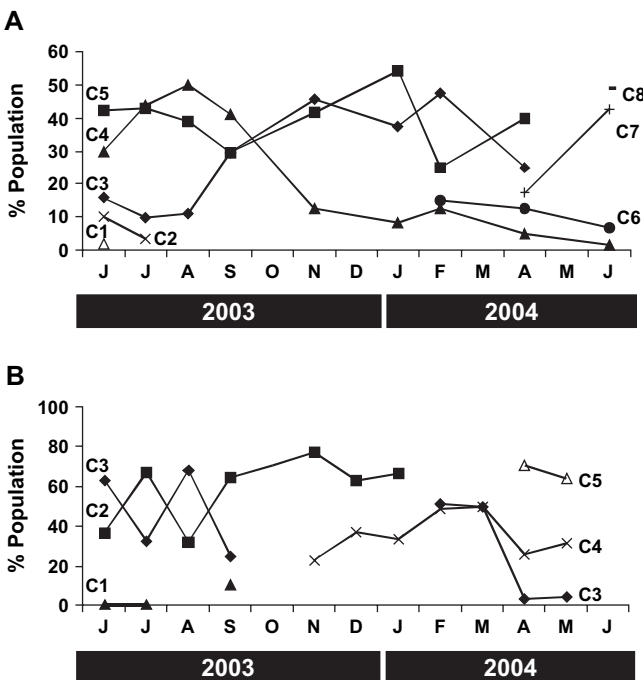 A
% Population
60
50
40
30
20
10
0
C5
C4
C3
C1
C2
C8
C7
C6
J J A S O N D J F M A M J
2003 2004
B
% Population
100
80
60
40
20
0
C3
C2
C1
C5
C4
C3
J J A S O N D J F M A M J
2003 2004